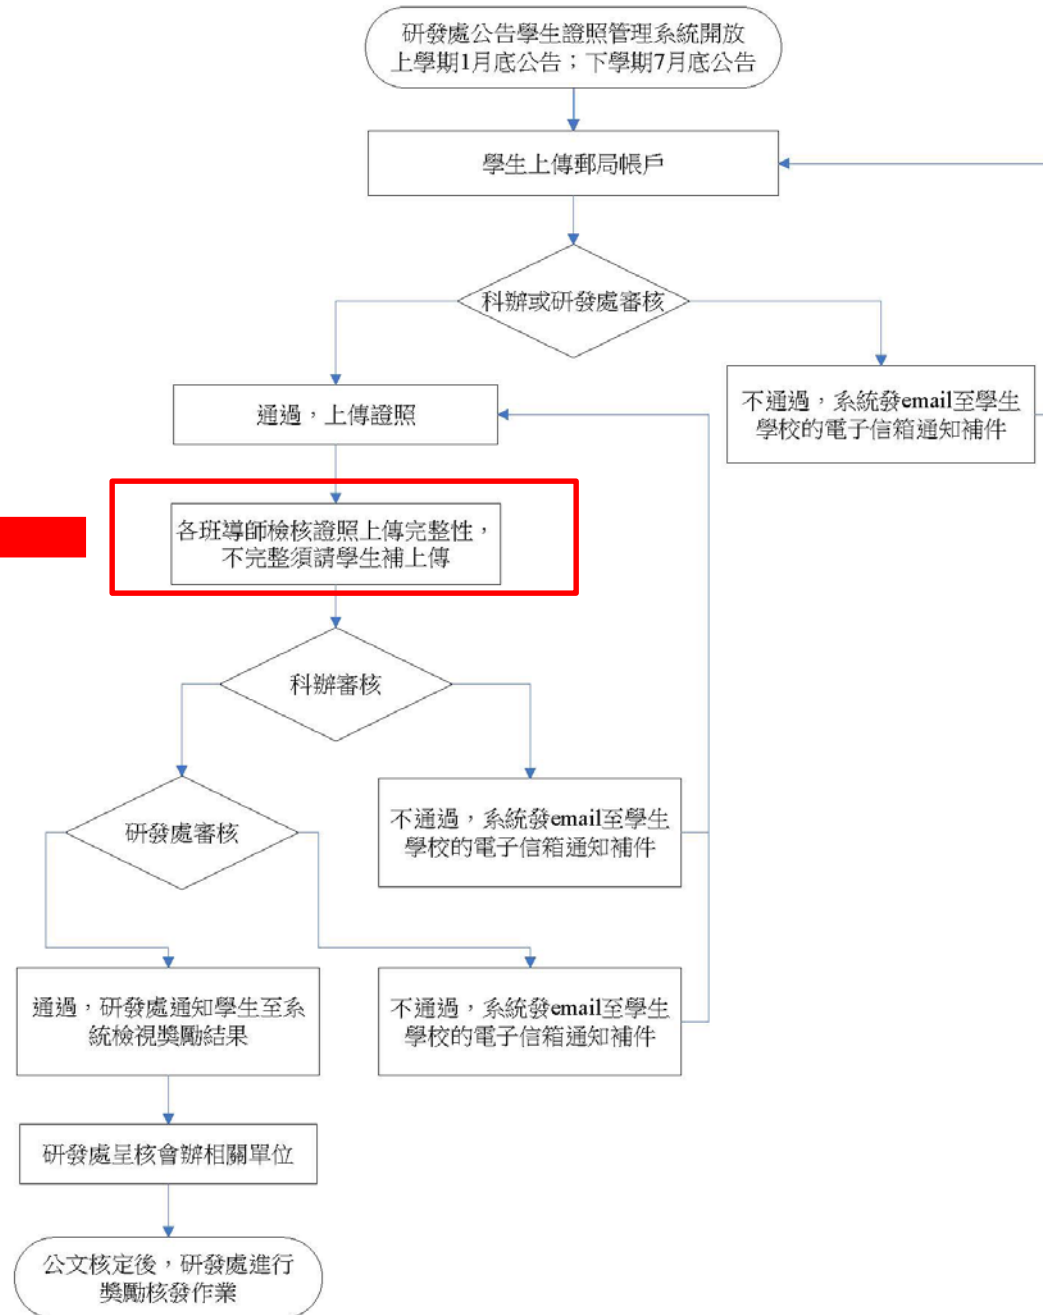 研發處公告學生證照管理系統開放
上學期1月底公告；下學期7月底公告
學生上傳郵局帳戶
科辦或研發處審核
通過，上傳證照
不通過，系統發email至學生
學校的電子信箱通知補件
各班導師檢核證照上傳完整性，
不完整須請學生補上傳
科辦審核
研發處審核
不通過，系統發email至學生
學校的電子信箱通知補件
通過，研發處通知學生至系
統檢視獎勵結果
不通過，系統發email至學生
學校的電子信箱通知補件
研發處呈核會辦相關單位
公文核定後，研發處進行
獎勵核發作業